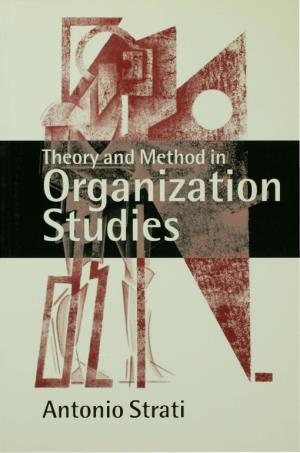 Theory and Method in
Organization
Studies
Antonio Strati